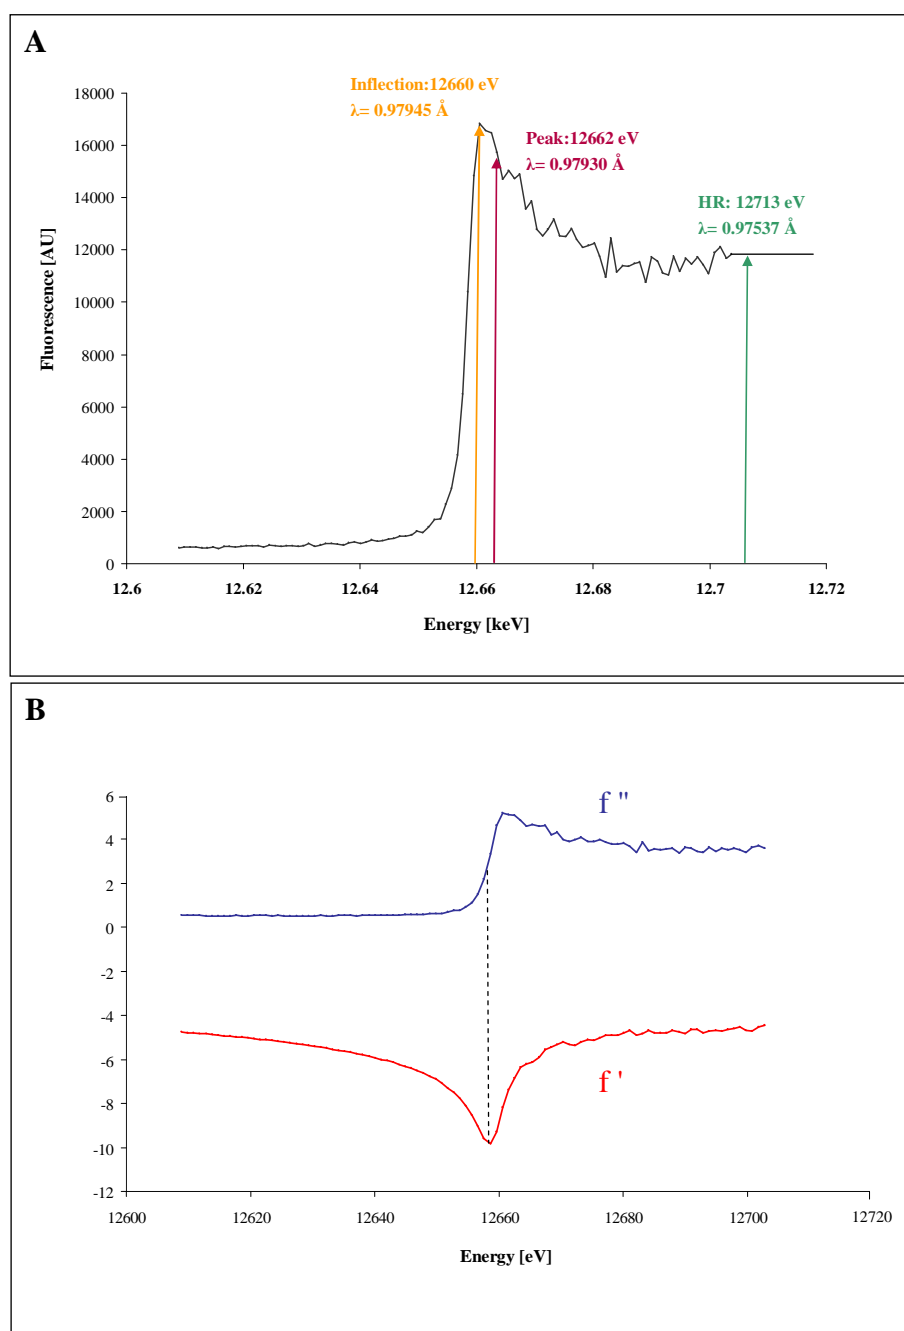 A
Inflection:12660 eV
λ= 0.97945 Å
Peak:12662 eV
λ= 0.97930 Å
HR: 12713 eV
λ= 0.97537 Å
Fluorescence [AU]
18000
16000
14000
12000
10000
8000
6000
4000
2000
0
12.6 12.62 12.64 12.66 12.68 12.7 12.72
Energy [keV]
B
f "
f '
6
4
2
0
-2
-4
-6
-8
-10
-12
12600 12620 12640 12660 12680 12700 12720
Energy [eV]